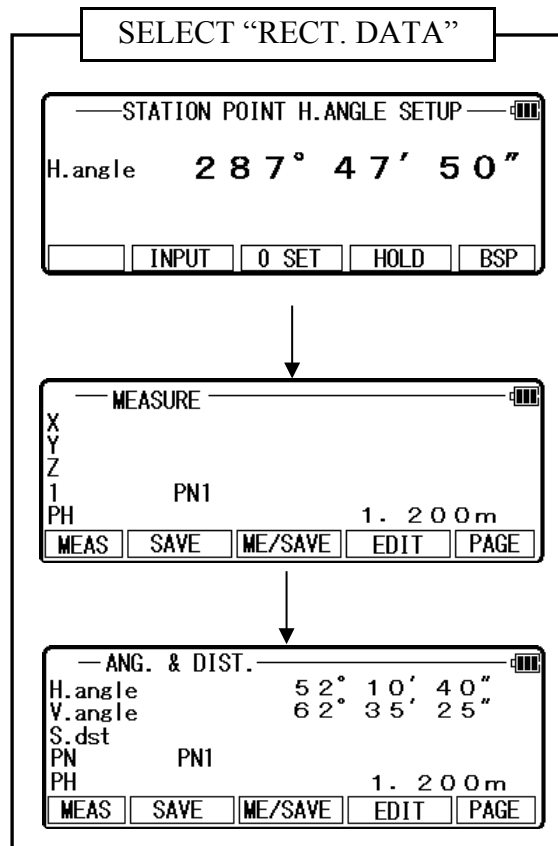 SELECT “RECT. DATA”
STATION POINT H.ANGLE SETUP
H.angle 287° 47′ 50″
INPUT 0 SET HOLD BSP
MEASURE
X
Y
Z
1 PN1
PH 1. 200m
MEAS SAVE ME/SAVE EDIT PAGE
ANG. & DIST.
H.angle 52° 10′ 40″
V.angle 62° 35′ 25″
S.dst
PN PN1
PH 1. 200m
MEAS SAVE ME/SAVE EDIT PAGE